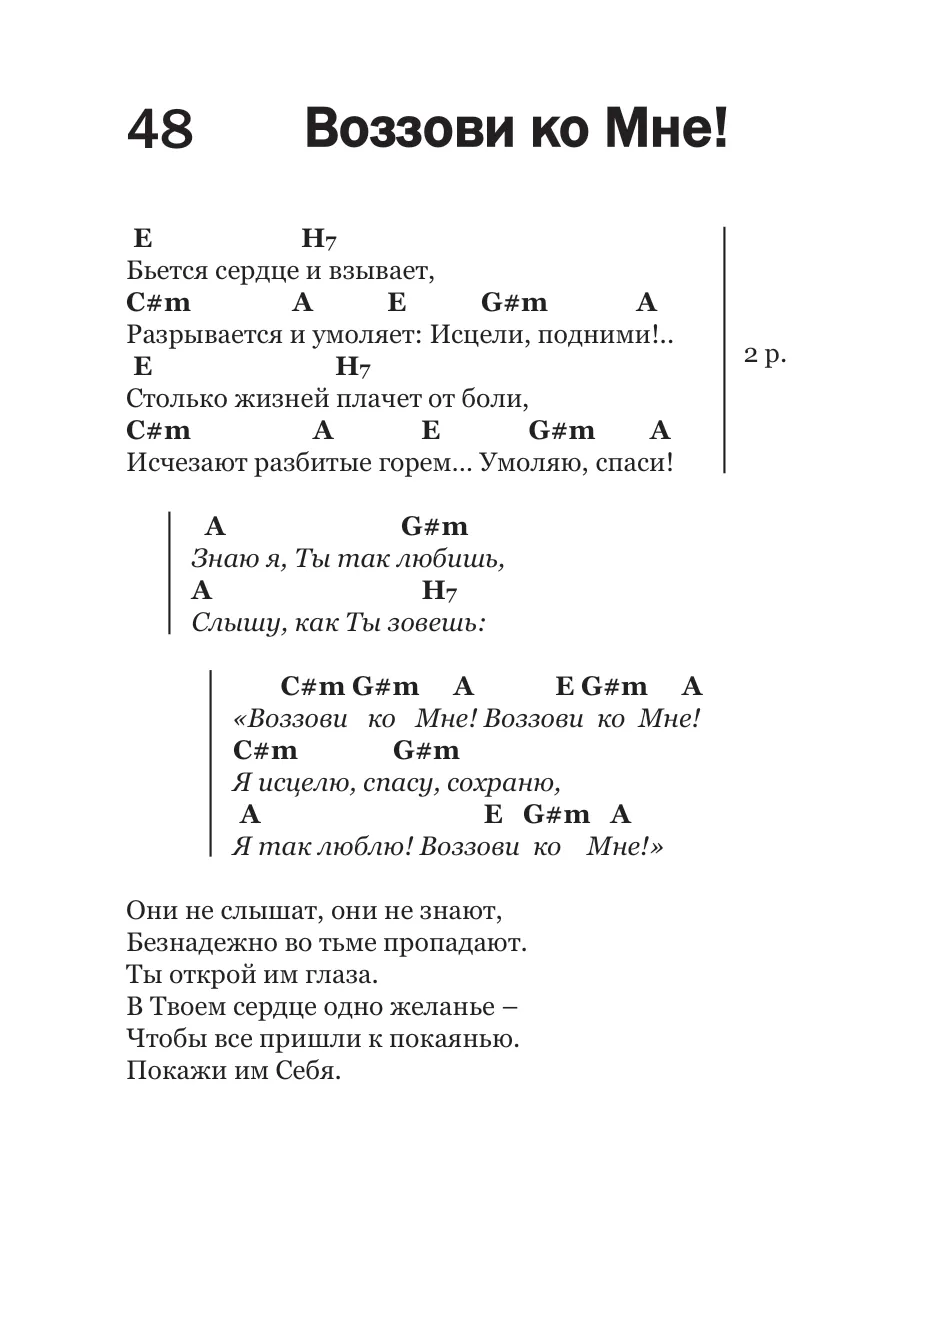 48 Воззови ко Мне!
E H7
Бьется сердце и взывает,
C#m A E G#m A
Разрывается и умоляет: Исцели, подними!..
2 р.
E H7
Столько жизней плачет от боли,
C#m A E G#m A
Исчезают разбитые горем... Умоляю, спаси!
A G#m
Знаю я, Ты так любишь,
A H7
Слышу, как Ты зовешь:
C#m G#m A E G#m A
«Воззови ко Мне! Воззови ко Мне!
C#m G#m
Я исцелю, спасу, сохраню,
A E G#m A
Я так люблю! Воззови ко Мне!»
Они не слышат, они не знают,
Безнадежно во тьме пропадают.
Ты открой им глаза.
В Твоем сердце одно желанье –
Чтобы все пришли к покаянью.
Покажи им Себя.